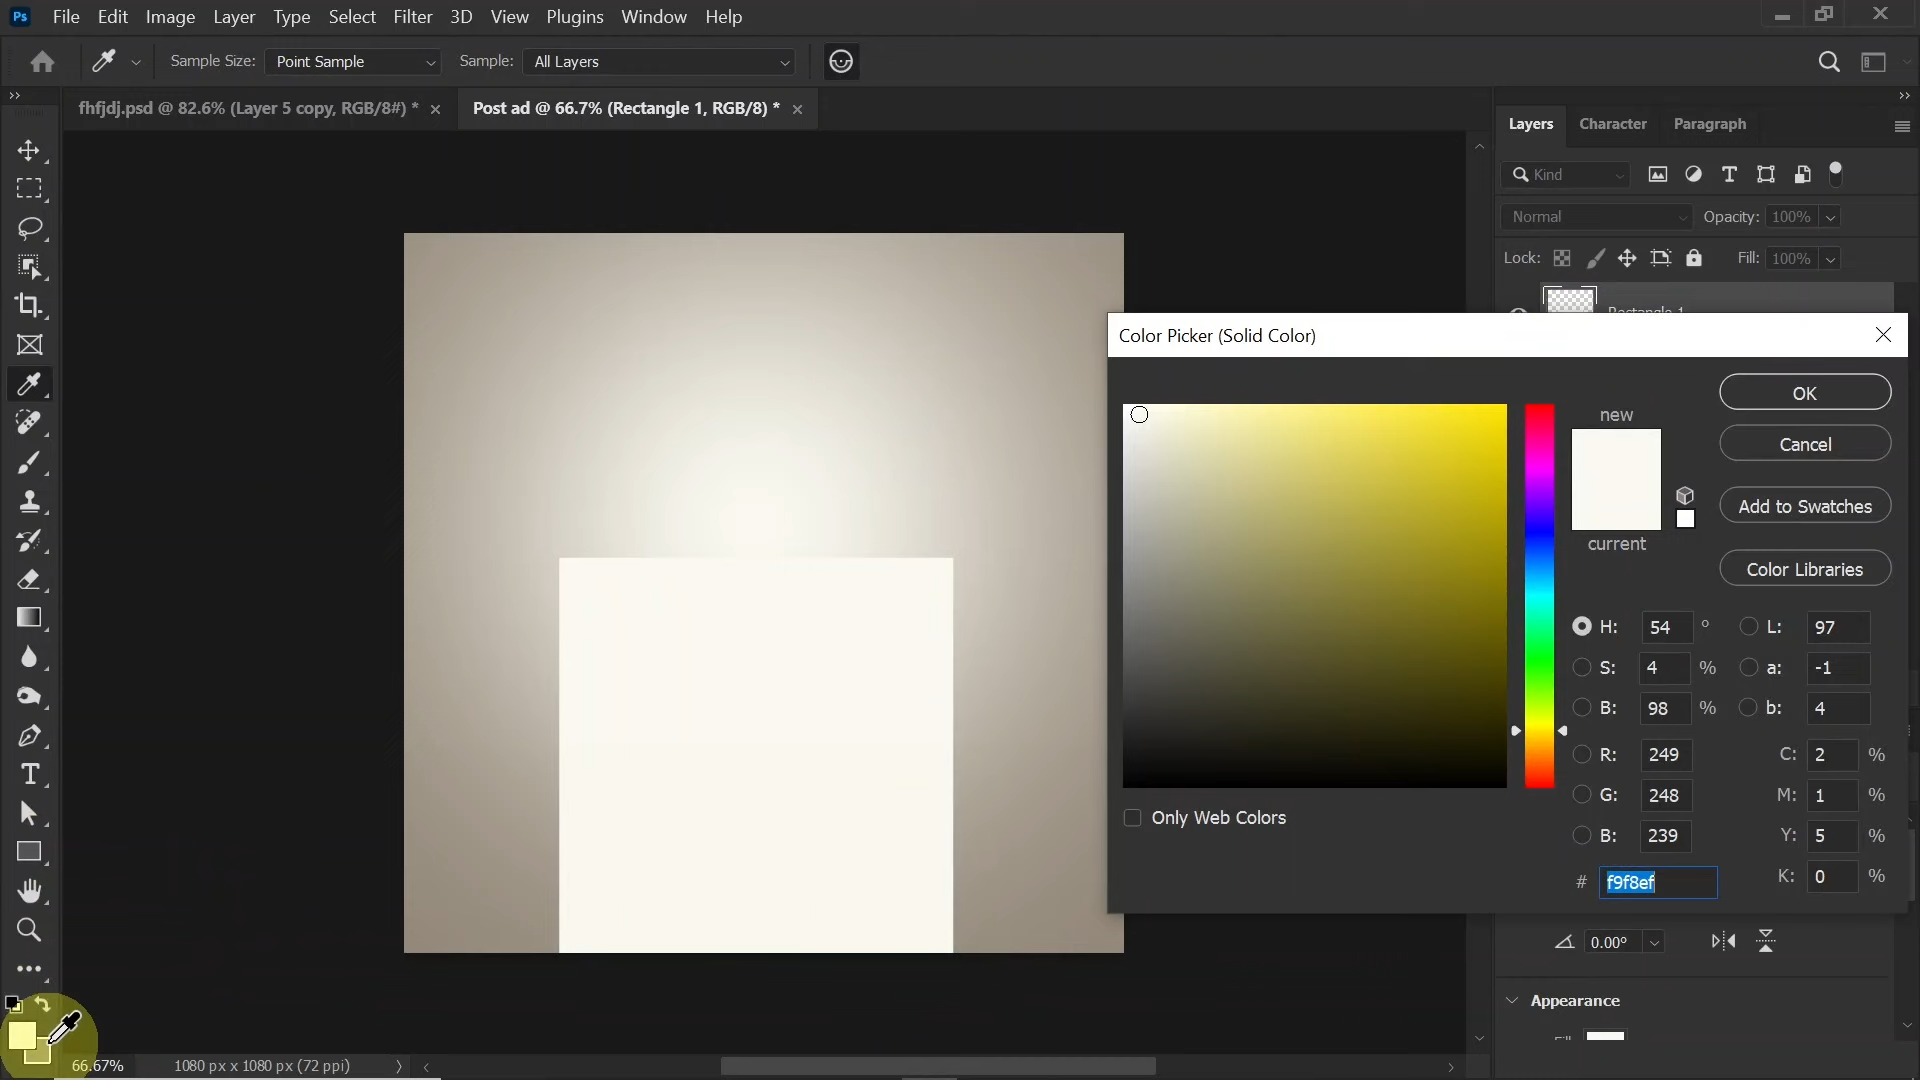 Ps File Edit Image Layer Type Select Filter 3D View Plugins Window Help
Sample Size: Point Sample Sample: All Layers
fhfjdj.psd @ 82.6% (Layer 5 copy, RGB/8#) * Post ad @ 66.7% (Rectangle 1, RGB/8) *
Layers Character Paragraph
Kind
Normal Opacity: 100%
Lock: Fill: 100%
Rectangle 1
Color Picker (Solid Color)
OK
new
Cancel
Add to Swatches
current
Color Libraries
H: 54 ° L: 97
S: 4 % a: -1
B: 98 % b: 4
R: 249 C: 2 %
G: 248 M: 1 %
B: 239 Y: 5 %
# f9f8ef K: 0 %
Only Web Colors
0.00°
Appearance
Fill
66.67% 1080 px x 1080 px (72 ppi)